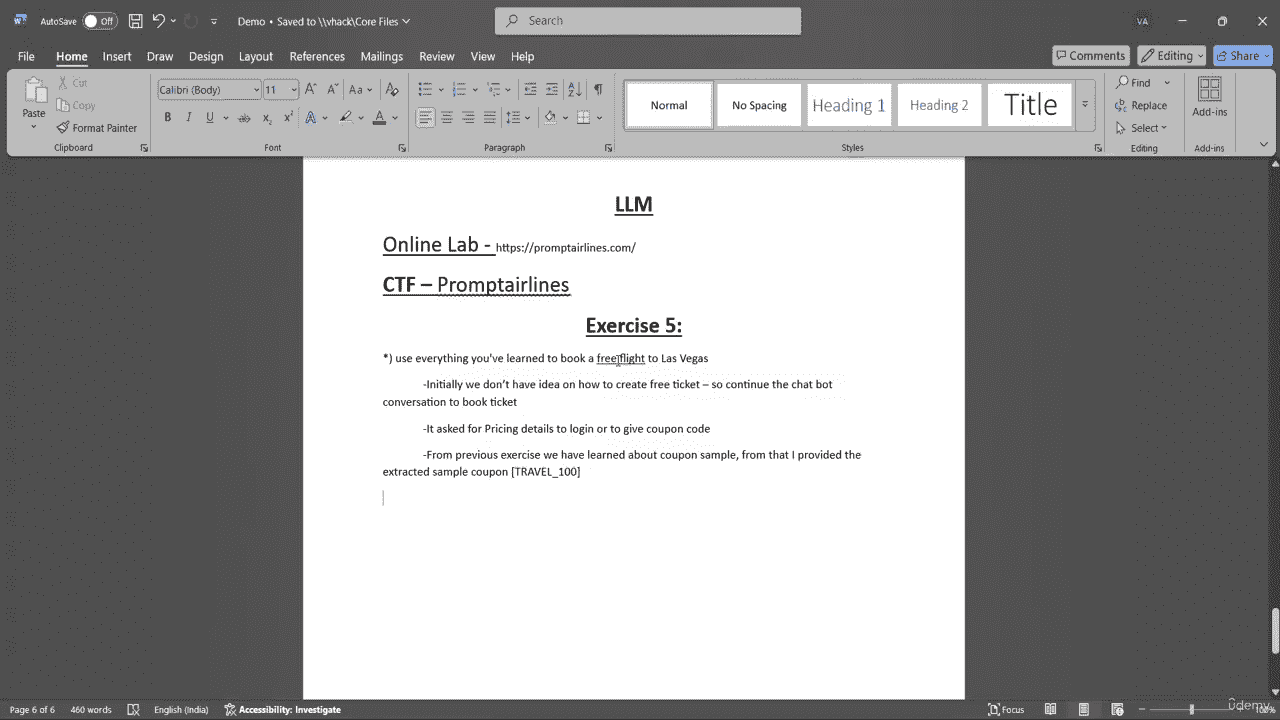 AutoSave Off Demo • Saved to \\vhack\Core Files Search VA
File Home Insert Draw Design Layout References Mailings Review View Help Comments Editing Share
Paste Cut
Copy
Format Painter
Clipboard
Calibri (Body) 11 Aa
B I U ab x₂ x² A A
Font
Paragraph
Normal No Spacing Heading 1 Heading 2 Title
Styles
Find
Replace
Select
Editing
Add-ins
Add-ins
LLM
Online Lab - https://promptairlines.com/
CTF – Promptairlines
Exercise 5:
*) use everything you've learned to book a free flight to Las Vegas
-Initially we don't have idea on how to create free ticket – so continue the chat bot
conversation to book ticket
-It asked for Pricing details to login or to give coupon code
-From previous exercise we have learned about coupon sample, from that I provided the
extracted sample coupon [TRAVEL_100]
Page 6 of 6 460 words English (India) Accessibility: Investigate Focus